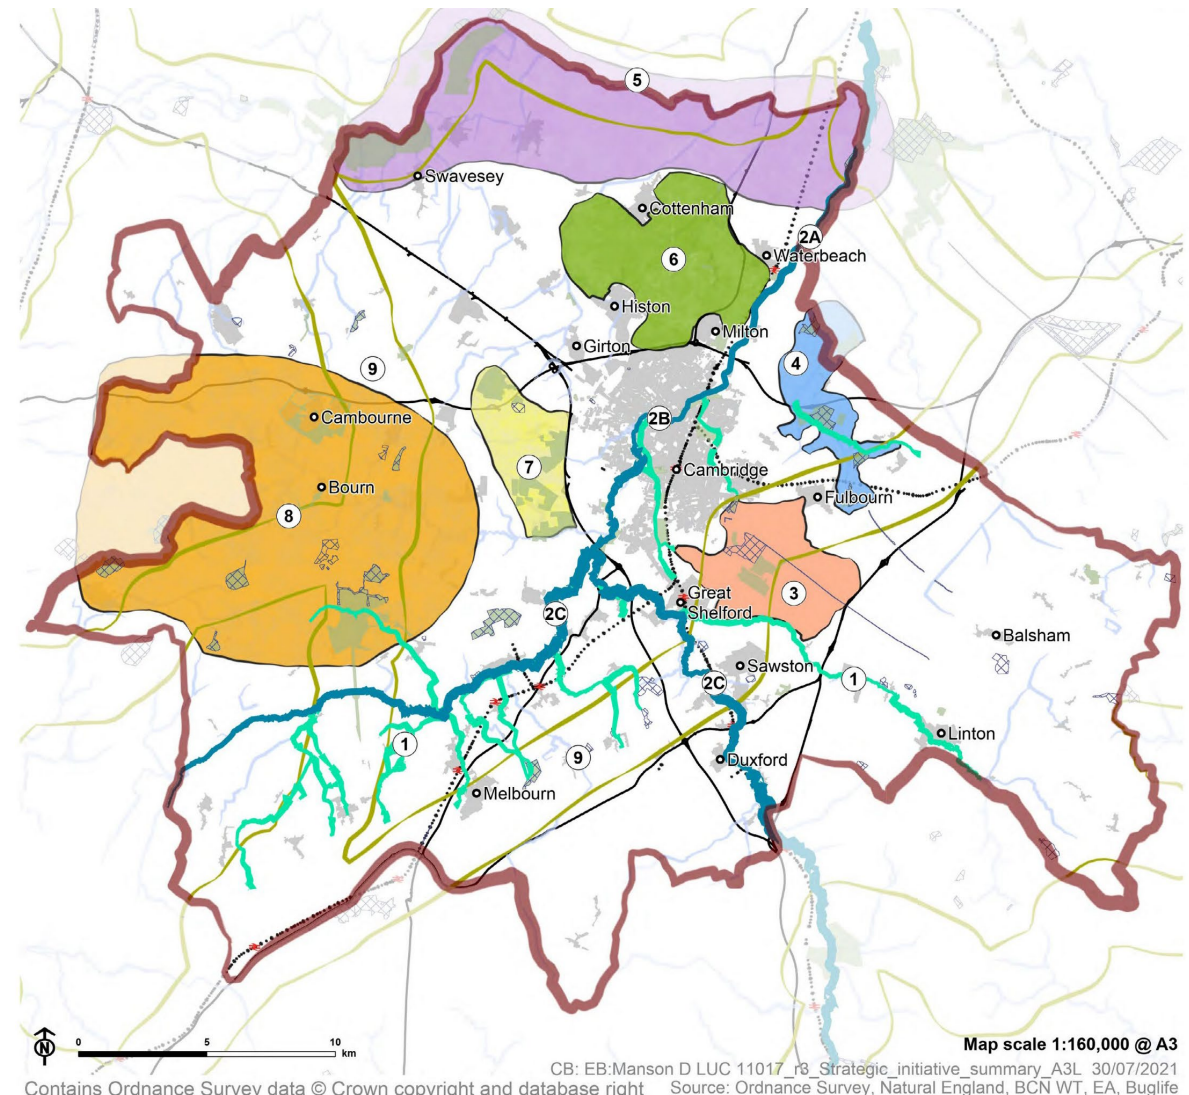 5
Swavesey
Cottenham
2A
Waterbeach
6
Histon
Milton
Girton
4
9
Cambourne
2B
7
Cambridge
Bourn
Fulbourn
8
3
Great
Shelford
2C
Balsham
Sawston
2C
1
Linton
1
9
Duxford
Melbourn
N
0 5 10
km
Map scale 1:160,000 @ A3
CB: EB:Manson D LUC 11017_r3_Strategic_initiative_summary_A3L 30/07/2021
Contains Ordnance Survey data © Crown copyright and database right
Source: Ordnance Survey, Natural England, BCN WT, EA, Buglife